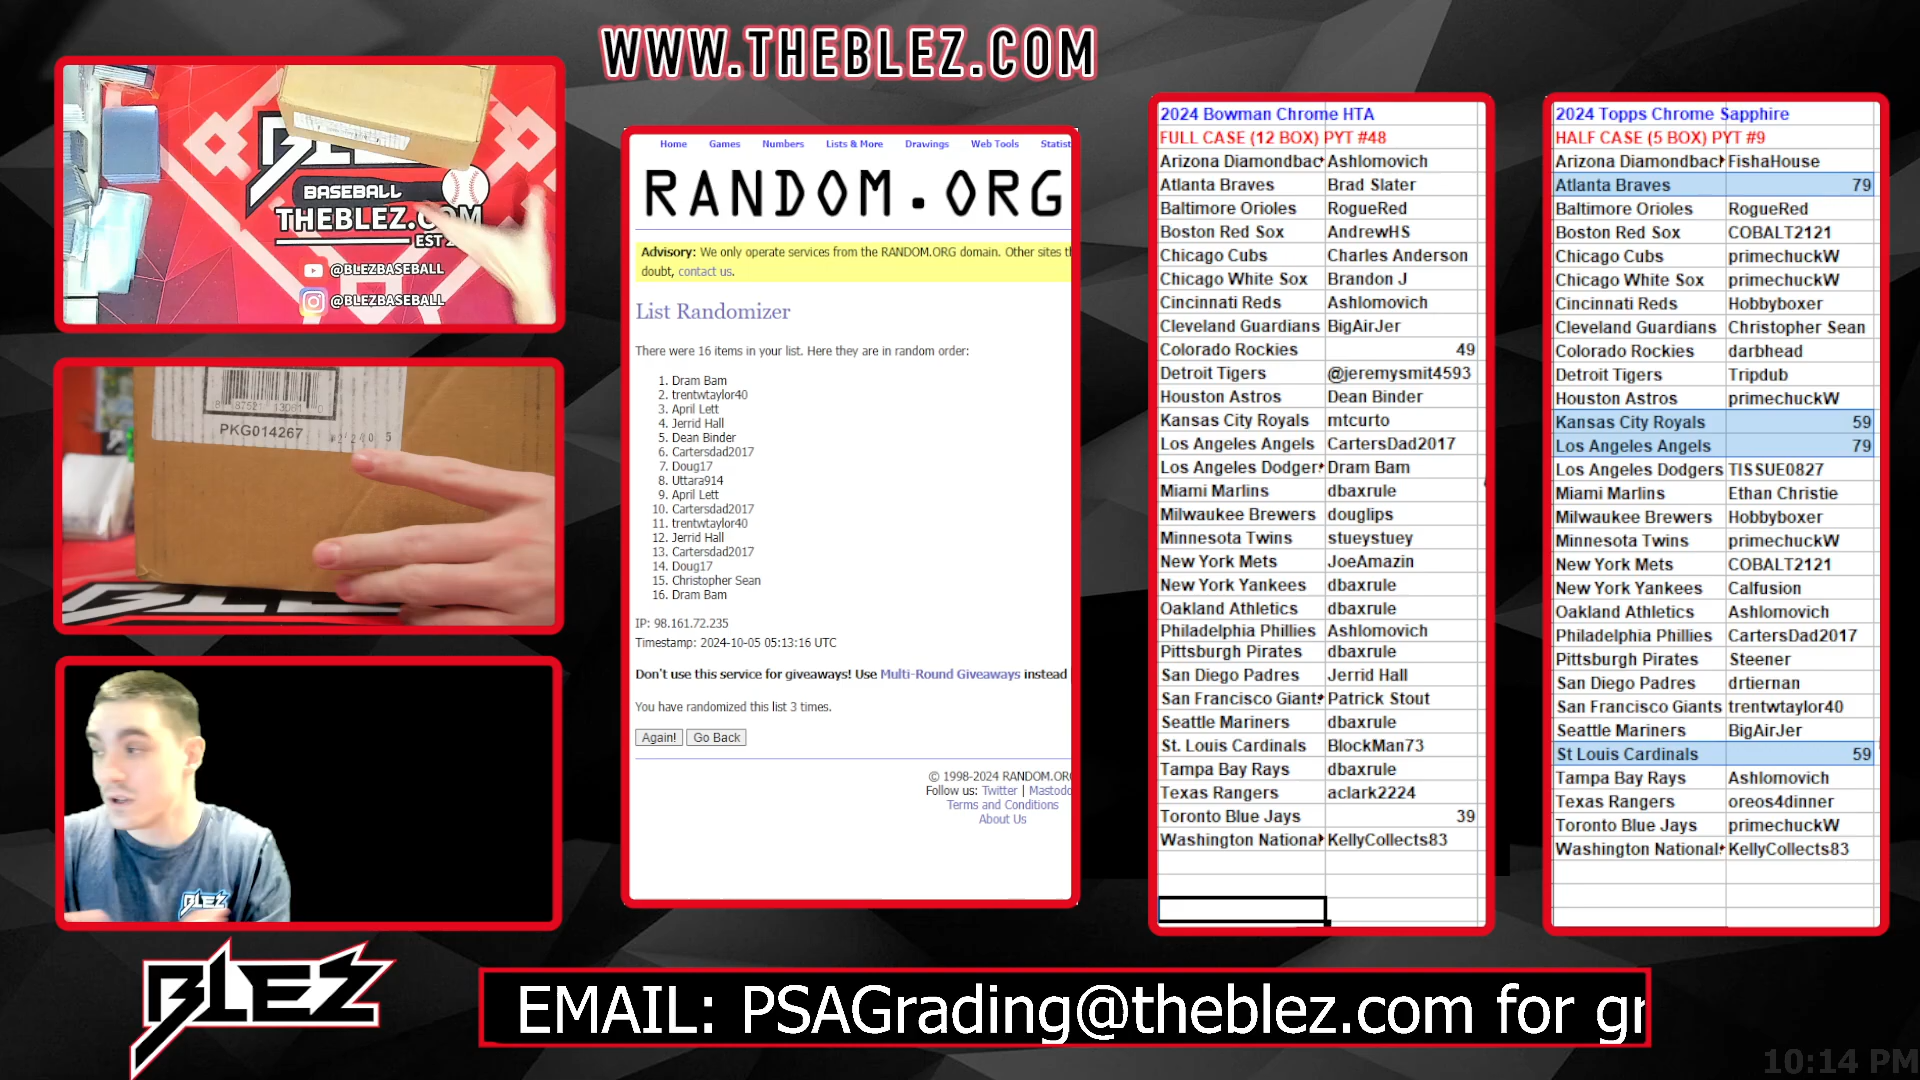 WWW.THEBLEZ.COM
BASEBALL
THEBLEZ.COM
@BLEZBASEBALL
@BLEZBASEBALL
PKG014267
BLEZ
BLEZ
Home Games Numbers Lists & More Drawings Web Tools Statist
RANDOM.ORG
Advisory: We only operate services from the RANDOM.ORG domain. Other sites th
doubt, contact us.
List Randomizer
There were 16 items in your list. Here they are in random order:
1. Dram Bam
2. trentwtaylor40
3. April Lett
4. Jerrid Hall
5. Dean Binder
6. Cartersdad2017
7. Doug17
8. Uttara914
9. April Lett
10. Cartersdad2017
11. trentwtaylor40
12. Jerrid Hall
13. Cartersdad2017
14. Doug17
15. Christopher Sean
16. Dram Bam
IP: 98.161.72.235
Timestamp: 2024-10-05 05:13:16 UTC
Don't use this service for giveaways! Use Multi-Round Giveaways instead
You have randomized this list 3 times.
Again! Go Back
© 1998-2024 RANDOM.ORG
Follow us: Twitter | Mastodo
Terms and Conditions
About Us
2024 Bowman Chrome HTA
FULL CASE (12 BOX) PYT #48
Arizona Diamondbac Ashlomovich
Atlanta Braves Brad Slater
Baltimore Orioles RogueRed
Boston Red Sox AndrewHS
Chicago Cubs Charles Anderson
Chicago White Sox Brandon J
Cincinnati Reds Ashlomovich
Cleveland Guardians BigAirJer
Colorado Rockies 49
Detroit Tigers @jeremysmit4593
Houston Astros Dean Binder
Kansas City Royals mtcurto
Los Angeles Angels CartersDad2017
Los Angeles Dodger Dram Bam
Miami Marlins dbaxrule
Milwaukee Brewers douglips
Minnesota Twins stueystuey
New York Mets JoeAmazin
New York Yankees dbaxrule
Oakland Athletics dbaxrule
Philadelphia Phillies Ashlomovich
Pittsburgh Pirates dbaxrule
San Diego Padres Jerrid Hall
San Francisco Giant Patrick Stout
Seattle Mariners dbaxrule
St. Louis Cardinals BlockMan73
Tampa Bay Rays dbaxrule
Texas Rangers aclark2224
Toronto Blue Jays 39
Washington National KellyCollects83
2024 Topps Chrome Sapphire
HALF CASE (5 BOX) PYT #9
Arizona Diamondbac FishaHouse
Atlanta Braves 79
Baltimore Orioles RogueRed
Boston Red Sox COBALT2121
Chicago Cubs primechuckW
Chicago White Sox primechuckW
Cincinnati Reds Hobbyboxer
Cleveland Guardians Christopher Sean
Colorado Rockies darbhead
Detroit Tigers Tripdub
Houston Astros primechuckW
Kansas City Royals 59
Los Angeles Angels 79
Los Angeles Dodgers TISSUE0827
Miami Marlins Ethan Christie
Milwaukee Brewers Hobbyboxer
Minnesota Twins primechuckW
New York Mets COBALT2121
New York Yankees Calfusion
Oakland Athletics Ashlomovich
Philadelphia Phillies CartersDad2017
Pittsburgh Pirates Steener
San Diego Padres drtiernan
San Francisco Giants trentwtaylor40
Seattle Mariners BigAirJer
St Louis Cardinals 59
Tampa Bay Rays Ashlomovich
Texas Rangers oreos4dinner
Toronto Blue Jays primechuckW
Washington National KellyCollects83
EMAIL: PSAGrading@theblez.com for gr
10:14 PM